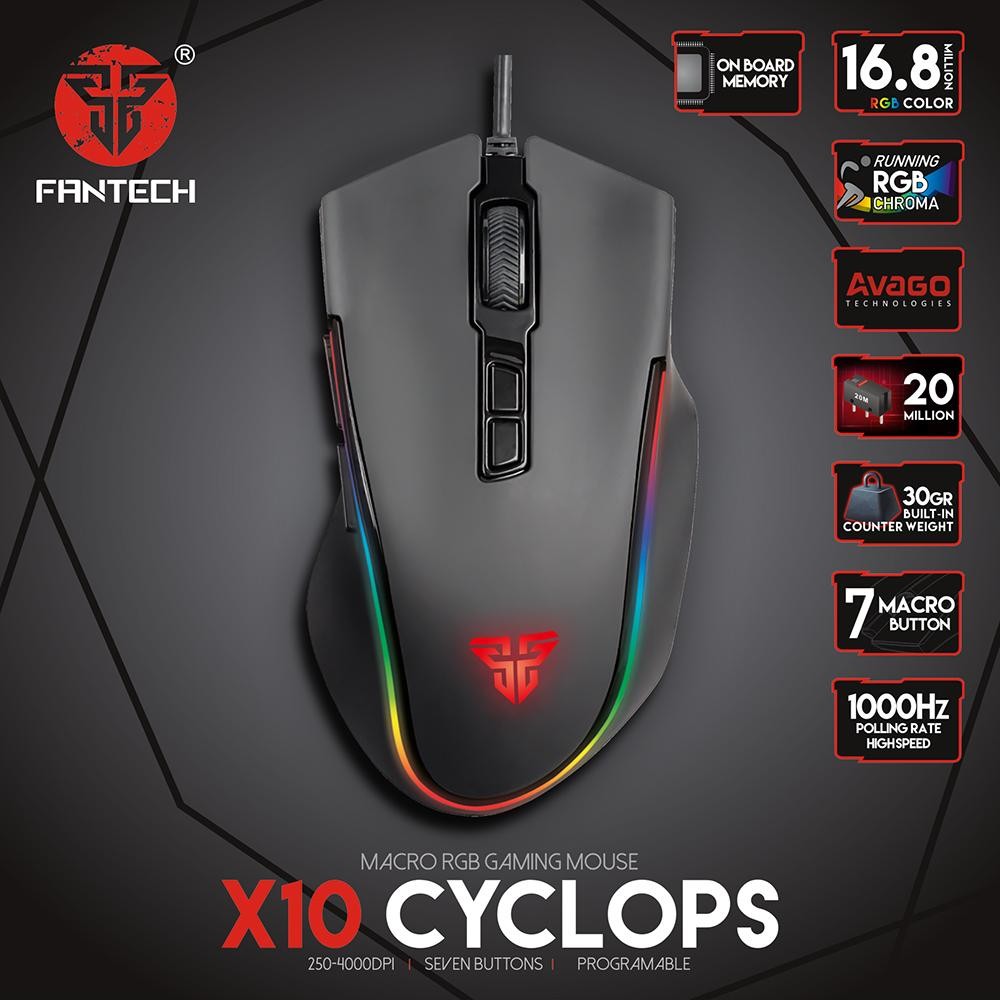 ®
FANTECH
ON BOARD
MEMORY
16.8 MILLION
RGB COLOR
RUNNING
RGB
CHROMA
AVAGO
TECHNOLOGIES
20M
20
MILLION
30GR
BUILT-IN
COUNTER WEIGHT
7 MACRO
BUTTON
1000Hz
POLLING RATE
HIGHSPEED
MACRO RGB GAMING MOUSE
X10 CYCLOPS
250-4000DPI | SEVEN BUTTONS | PROGRAMABLE